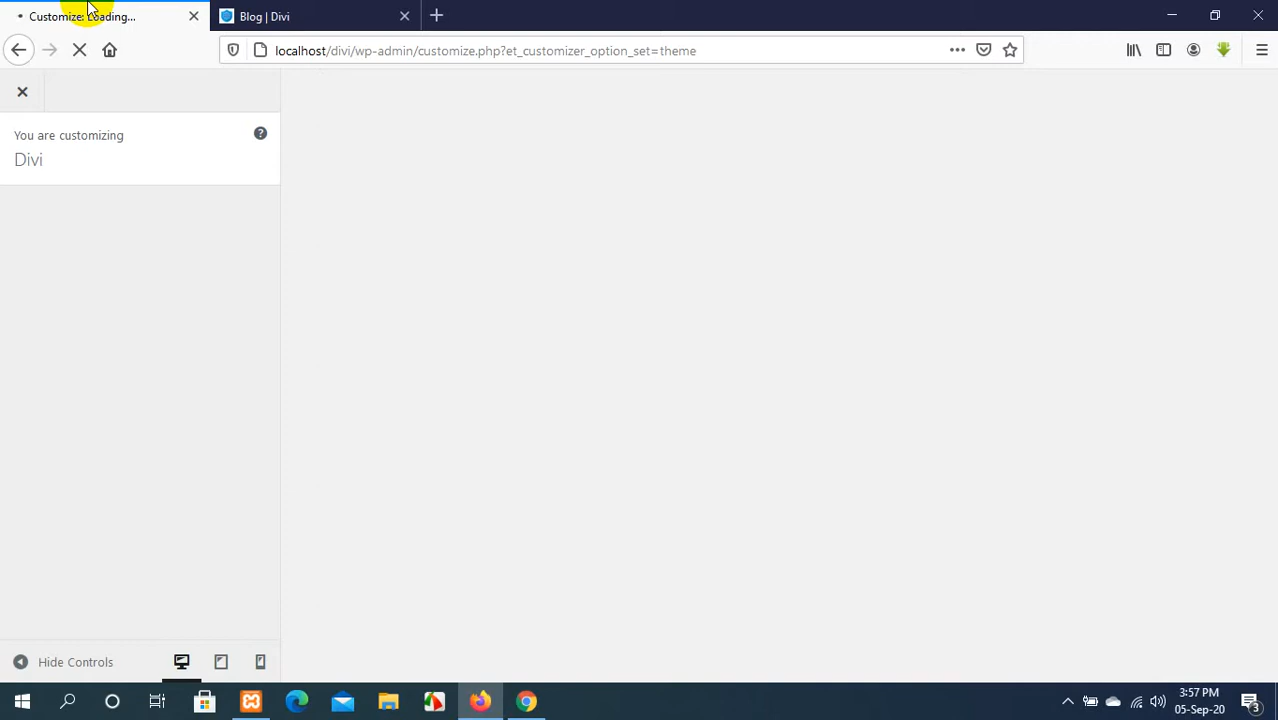 Customize: Loading...
Blog | Divi
localhost/divi/wp-admin/customize.php?et_customizer_option_set=theme
You are customizing
Divi
Hide Controls
3:57 PM
05-Sep-20
3